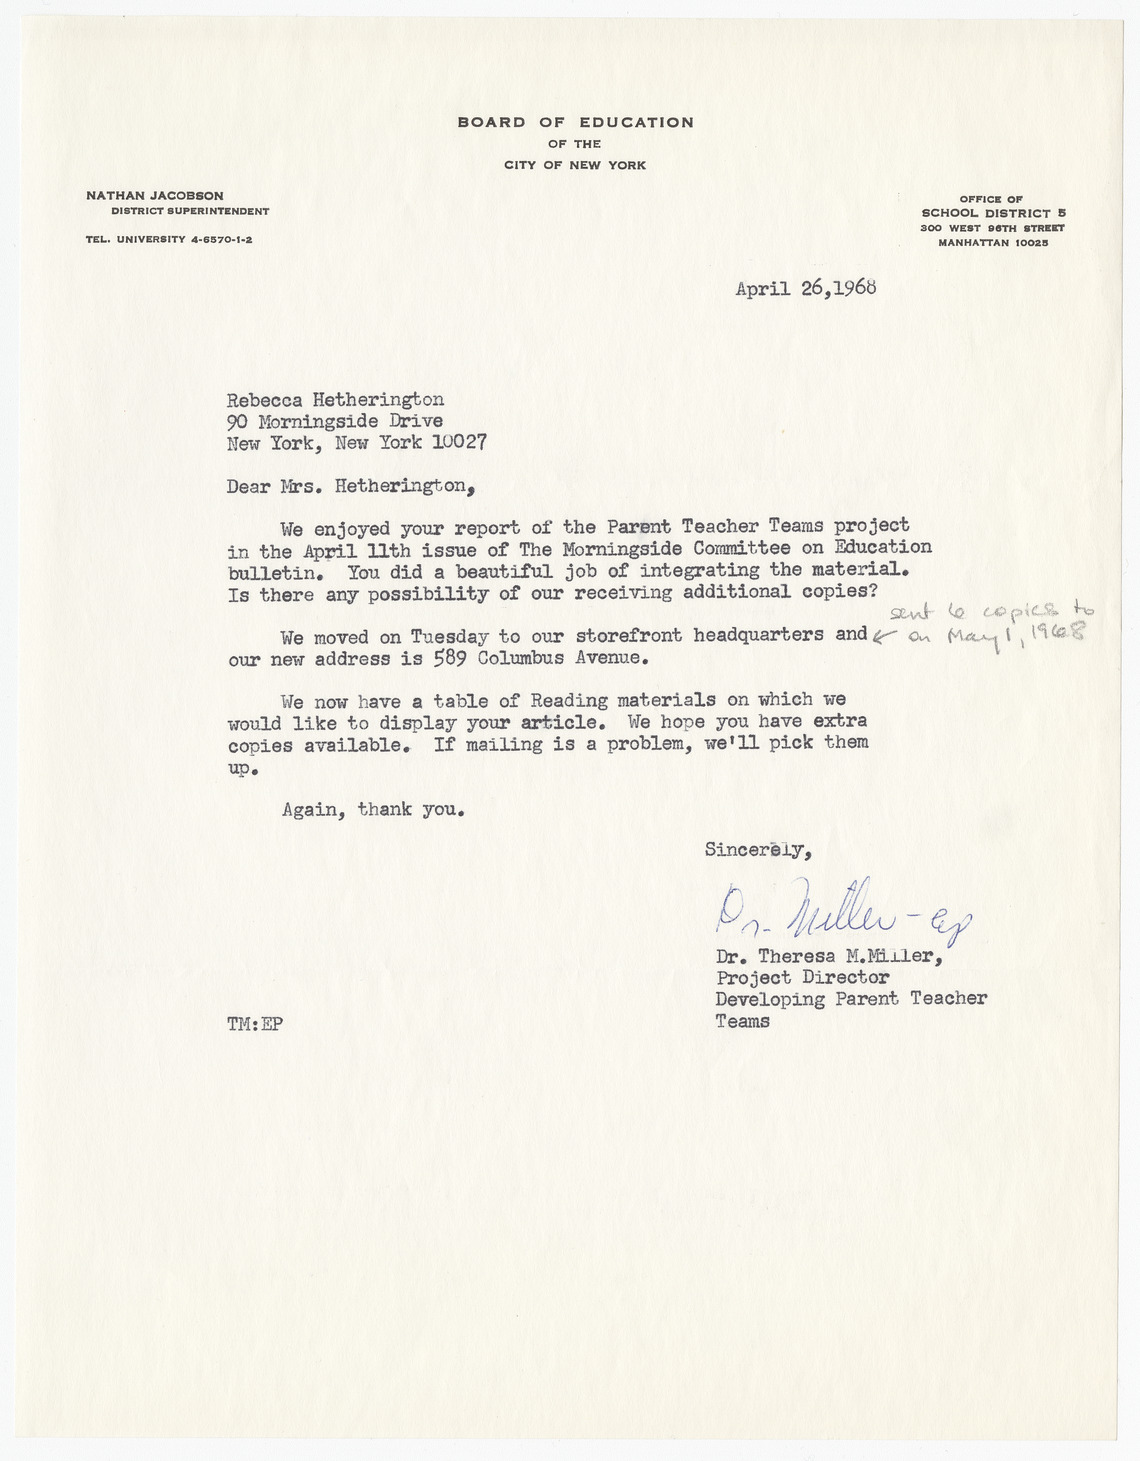 BOARD OF EDUCATION
OF THE
CITY OF NEW YORK
NATHAN JACOBSON
DISTRICT SUPERINTENDENT
TEL. UNIVERSITY 4-6570-1-2
OFFICE OF
SCHOOL DISTRICT 5
300 WEST 96TH STREET
MANHATTAN 10025
April 26,1968
Rebecca Hetherington
90 Morningside Drive
New York, New York 10027
Dear Mrs. Hetherington,
We enjoyed your report of the Parent Teacher Teams project
in the April 11th issue of The Morningside Committee on Education
bulletin. You did a beautiful job of integrating the material.
Is there any possibility of our receiving additional copies?
sent 6 copies to
We moved on Tuesday to our storefront headquarters and ← on May 1, 1968
our new address is 589 Columbus Avenue.
We now have a table of Reading materials on which we
would like to display your article. We hope you have extra
copies available. If mailing is a problem, we'll pick them
up.
Again, thank you.
Sincerely,
Dr. Miller - ep
Dr. Theresa M.Miller,
Project Director
Developing Parent Teacher
Teams
TM:EP